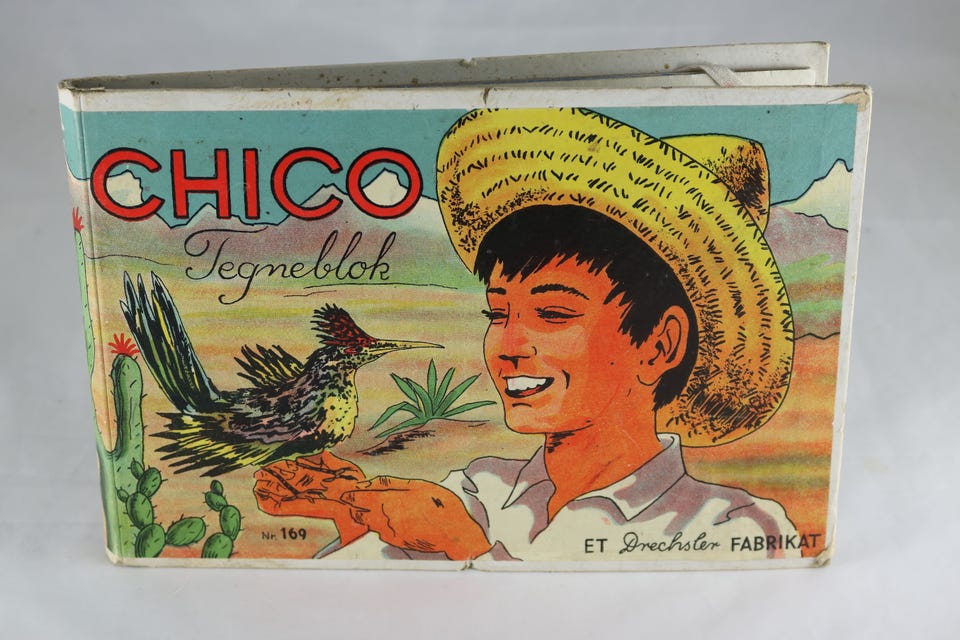 CHICO
Tegneblok
Nr. 169
ET Drechsler FABRIKAT